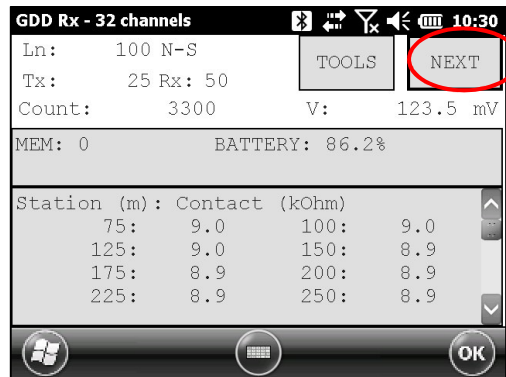 GDD Rx - 32 channels 10:30
Ln: 100 N-S
TOOLS NEXT
Tx: 25 Rx: 50
Count: 3300 V: 123.5 mV
MEM: 0 BATTERY: 86.2%
Station (m): Contact (kOhm)
75: 9.0 100: 9.0
125: 9.0 150: 8.9
175: 8.9 200: 8.9
225: 8.9 250: 8.9
OK